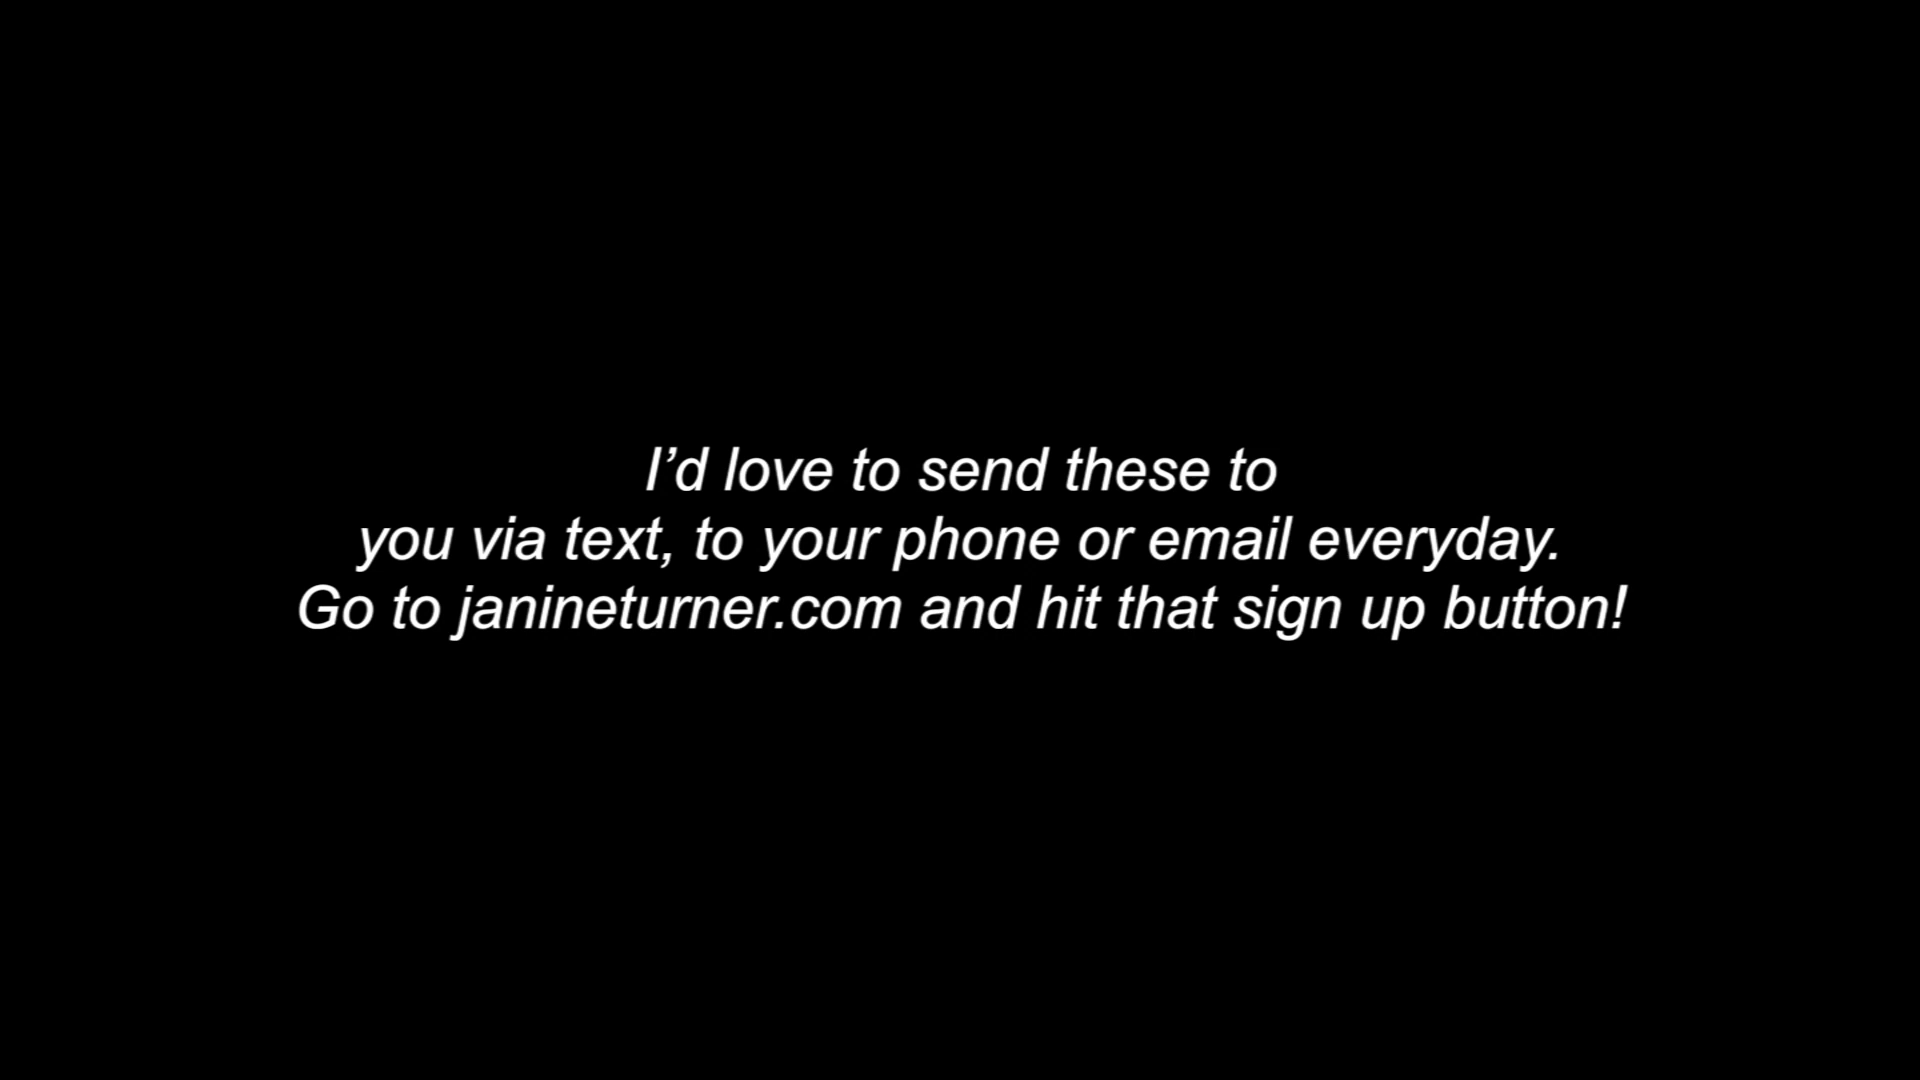 I’d love to send these to
you via text, to your phone or email everyday.
Go to janineturner.com and hit that sign up button!